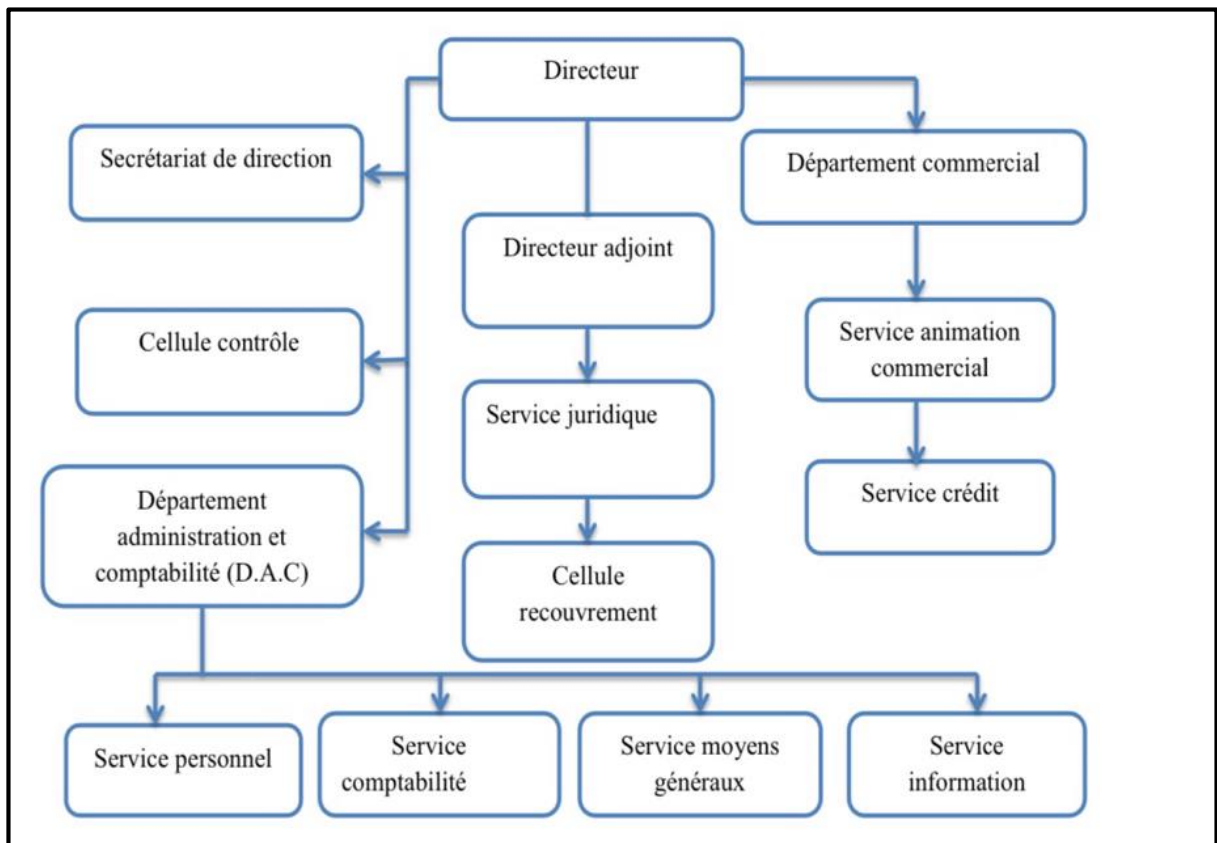 Directeur
Secrétariat de direction
Département commercial
Directeur adjoint
Cellule contrôle
Service animation
commercial
Service juridique
Service crédit
Département
administration et
comptabilité (D.A.C)
Cellule
recouvrement
Service personnel
Service
comptabilité
Service moyens
généraux
Service
information